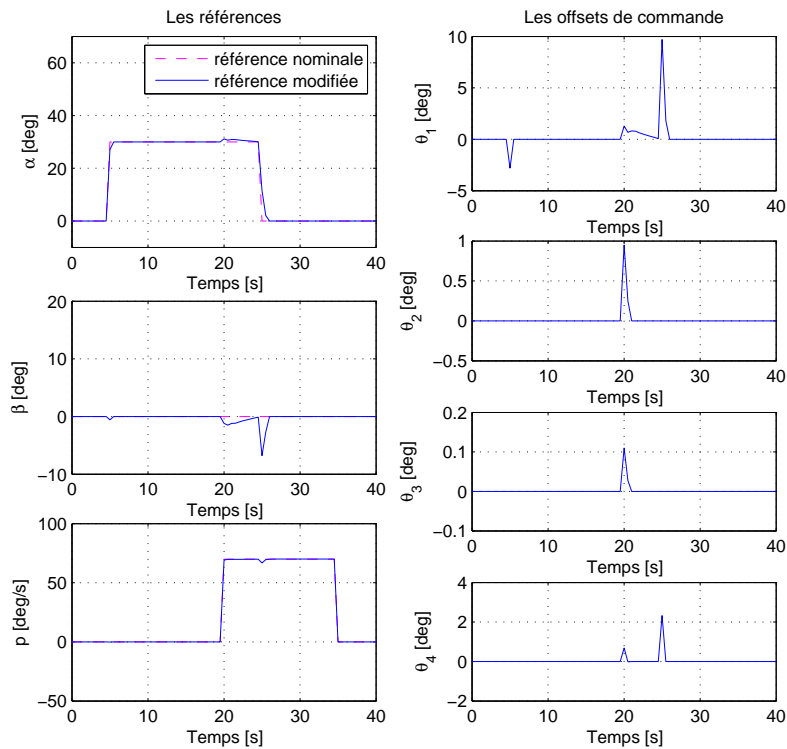 Les références
référence nominale
référence modifiée
α [deg]
60
40
20
0
0 10 20 30 40
Temps [s]
β [deg]
20
10
0
−10
0 10 20 30 40
Temps [s]
p [deg/s]
100
50
0
−50
0 10 20 30 40
Temps [s]
Les offsets de commande
θ1 [deg]
10
5
0
−5
0 10 20 30 40
Temps [s]
θ2 [deg]
1
0.5
0
−0.5
0 10 20 30 40
Temps [s]
θ3 [deg]
0.2
0.1
0
−0.1
0 10 20 30 40
Temps [s]
θ4 [deg]
4
2
0
−2
0 10 20 30 40
Temps [s]